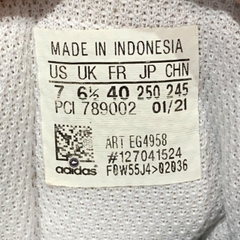 MADE IN INDONESIA
US UK FR JP CHN
7 6½ 40 250 245
PCI 789002 01/21
ART EG4958
#127041524
adidas F0W55J4>02036